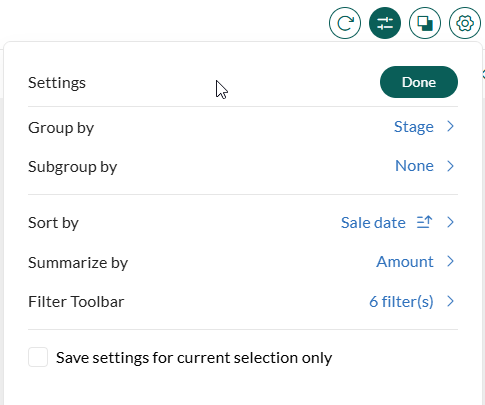 Settings Done
Group by Stage
Subgroup by None
Sort by Sale date
Summarize by Amount
Filter Toolbar 6 filter(s)
Save settings for current selection only